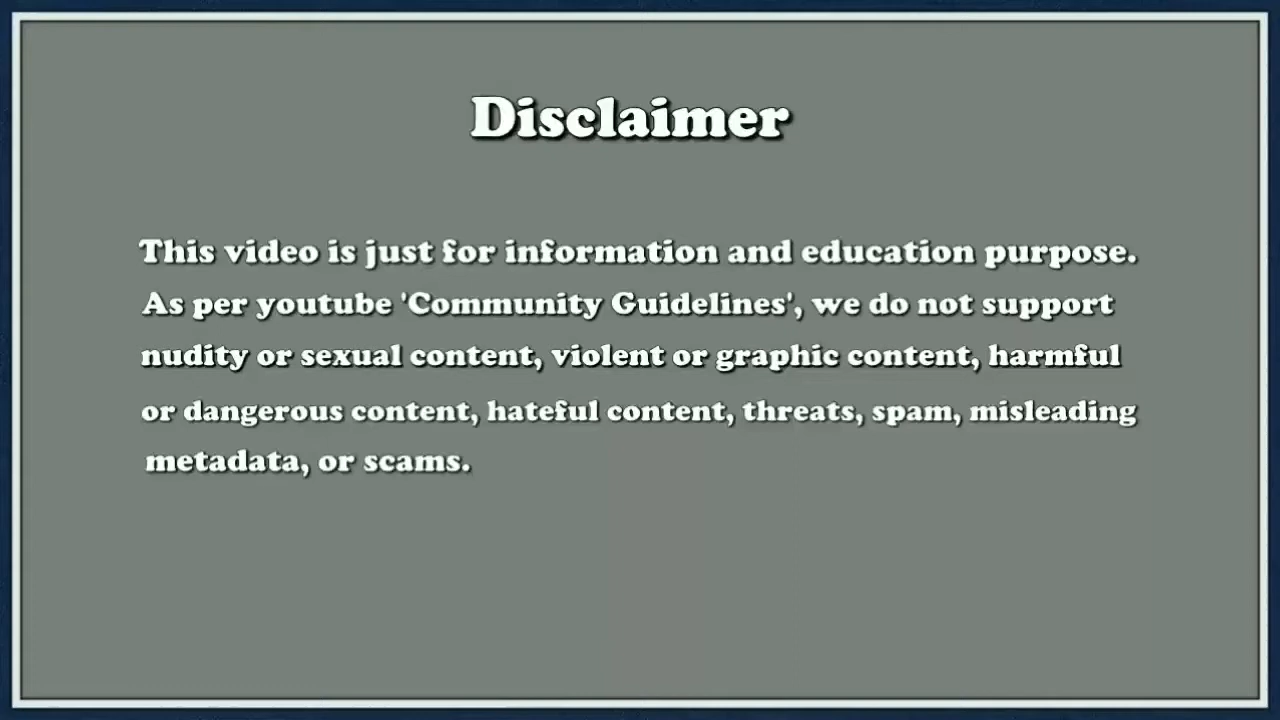 Disclaimer
This video is just for information and education purpose.
As per youtube 'Community Guidelines', we do not support
nudity or sexual content, violent or graphic content, harmful
or dangerous content, hateful content, threats, spam, misleading
metadata, or scams.